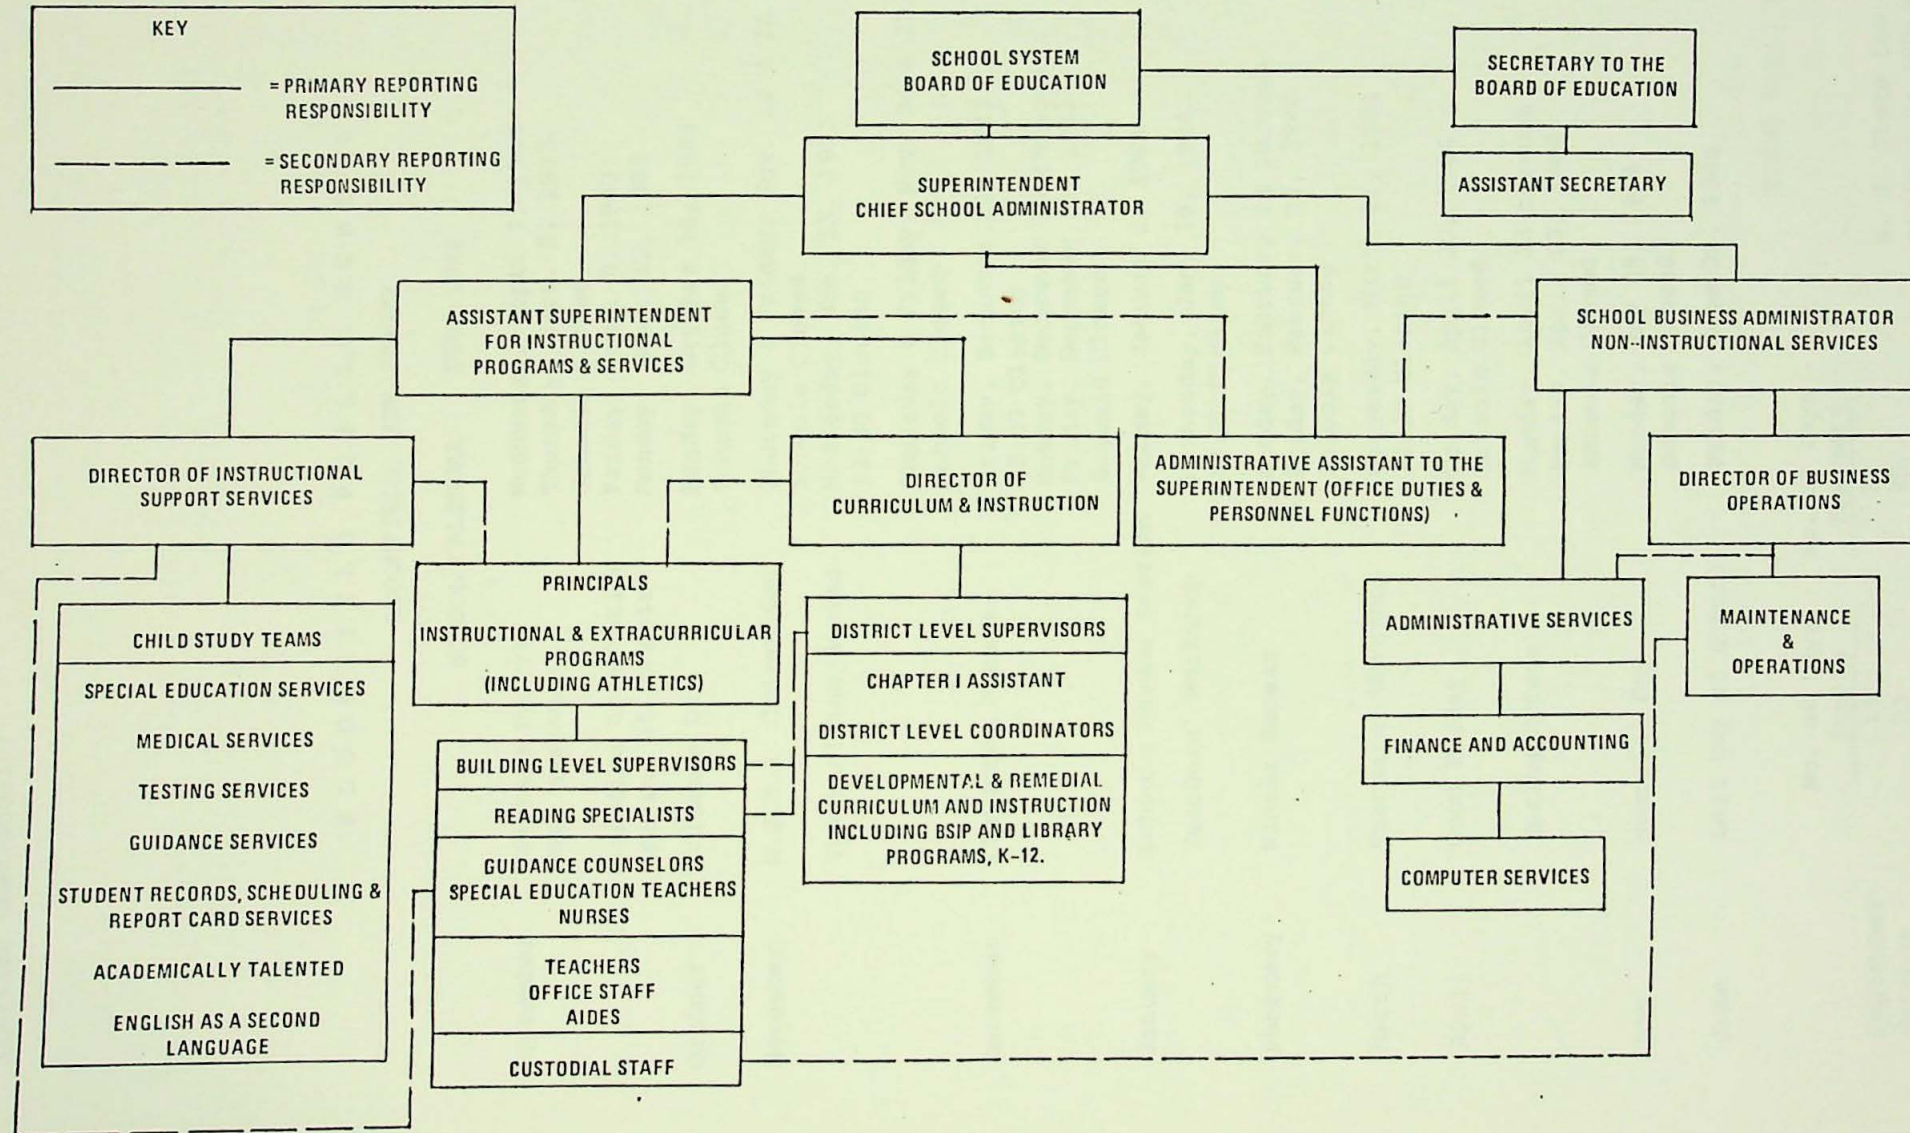 KEY
= PRIMARY REPORTING
RESPONSIBILITY
= SECONDARY REPORTING
RESPONSIBILITY
SCHOOL SYSTEM
BOARD OF EDUCATION
SECRETARY TO THE
BOARD OF EDUCATION
ASSISTANT SECRETARY
SUPERINTENDENT
CHIEF SCHOOL ADMINISTRATOR
ASSISTANT SUPERINTENDENT
FOR INSTRUCTIONAL
PROGRAMS & SERVICES
SCHOOL BUSINESS ADMINISTRATOR
NON--INSTRUCTIONAL SERVICES
DIRECTOR OF INSTRUCTIONAL
SUPPORT SERVICES
DIRECTOR OF
CURRICULUM & INSTRUCTION
ADMINISTRATIVE ASSISTANT TO THE
SUPERINTENDENT (OFFICE DUTIES &
PERSONNEL FUNCTIONS)
DIRECTOR OF BUSINESS
OPERATIONS
CHILD STUDY TEAMS
SPECIAL EDUCATION SERVICES
MEDICAL SERVICES
TESTING SERVICES
GUIDANCE SERVICES
STUDENT RECORDS, SCHEDULING &
REPORT CARD SERVICES
ACADEMICALLY TALENTED
ENGLISH AS A SECOND
LANGUAGE
PRINCIPALS
INSTRUCTIONAL & EXTRACURRICULAR
PROGRAMS
(INCLUDING ATHLETICS)
BUILDING LEVEL SUPERVISORS
READING SPECIALISTS
GUIDANCE COUNSELORS
SPECIAL EDUCATION TEACHERS
NURSES
TEACHERS
OFFICE STAFF
AIDES
CUSTODIAL STAFF
DISTRICT LEVEL SUPERVISORS
CHAPTER I ASSISTANT
DISTRICT LEVEL COORDINATORS
DEVELOPMENTAL & REMEDIAL
CURRICULUM AND INSTRUCTION
INCLUDING BSIP AND LIBRARY
PROGRAMS, K-12.
ADMINISTRATIVE SERVICES
FINANCE AND ACCOUNTING
COMPUTER SERVICES
MAINTENANCE
&
OPERATIONS